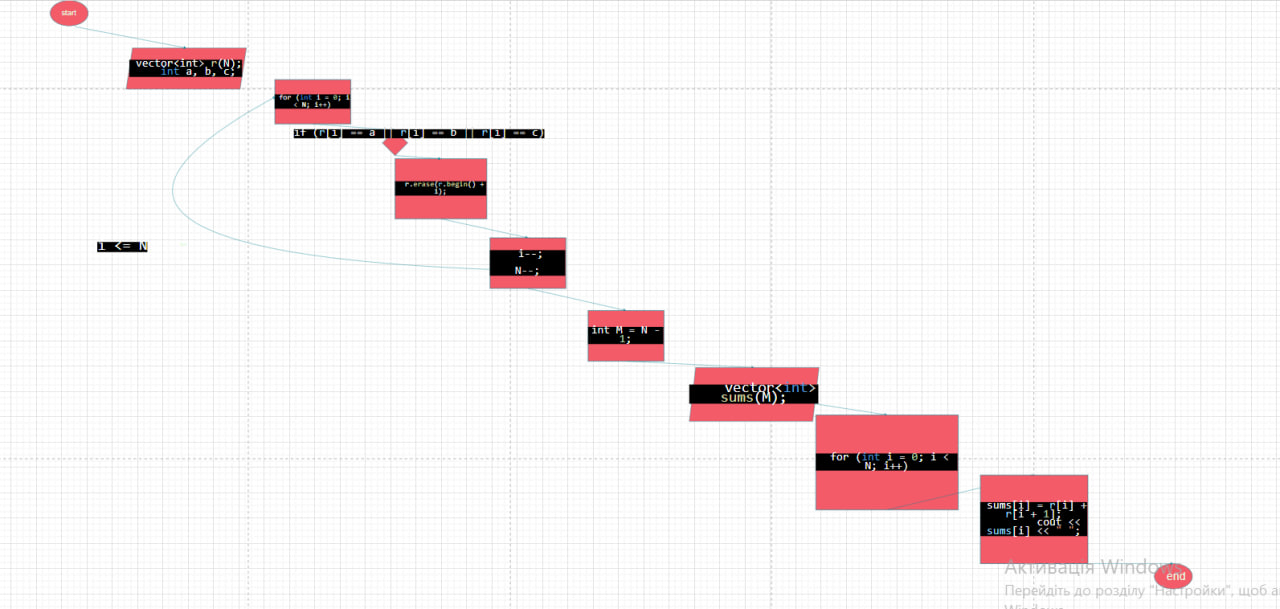 start
vector<int> r(N);
int a, b, c;
for (int i = 0; i
< N; i++)
if (r[i] == a || r[i] == b || r[i] == c)
r.erase(r.begin() +
i);
i <= N
i--;
N--;
int M = N -
1;
vector<int>
sums(M);
for (int i = 0; i <
N; i++)
sums[i] = r[i] +
r[i + 1];
cout <<
sums[i] << " ";
end
Активація Windows
Перейдіть до розділу "Настройки", щоб а
Windows